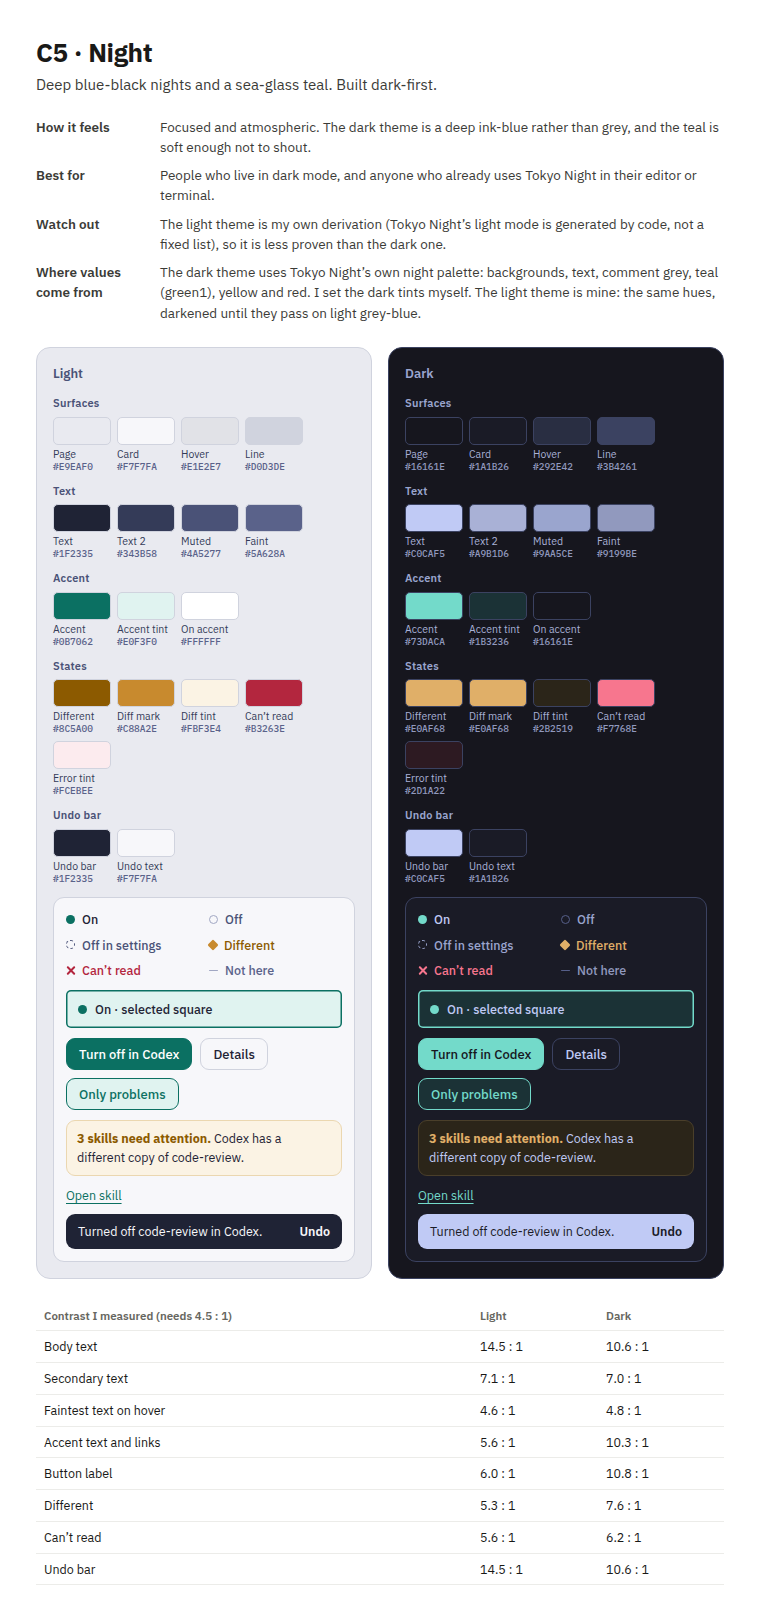 C5 · Night
Deep blue-black nights and a sea-glass teal. Built dark-first.
How it feels
Focused and atmospheric. The dark theme is a deep ink-blue rather than grey, and the teal is
soft enough not to shout.
Best for
People who live in dark mode, and anyone who already uses Tokyo Night in their editor or
terminal.
Watch out
The light theme is my own derivation (Tokyo Night’s light mode is generated by code, not a
fixed list), so it is less proven than the dark one.
Where values
come from
The dark theme uses Tokyo Night’s own night palette: backgrounds, text, comment grey, teal
(green1), yellow and red. I set the dark tints myself. The light theme is mine: the same hues,
darkened until they pass on light grey-blue.
Light
Surfaces
Page Card Hover Line
#E9EAF0 #F7F7FA #E1E2E7 #D0D3DE
Text
Text Text 2 Muted Faint
#1F2335 #343B58 #4A5277 #5A628A
Accent
Accent Accent tint On accent
#0B7062 #E0F3F0 #FFFFFF
States
Different Diff mark Diff tint Can’t read
#8C5A00 #C88A2E #FBF3E4 #B3263E
Error tint
#FCEBEE
Undo bar
Undo bar Undo text
#1F2335 #F7F7FA
On Off
Off in settings Different
Can’t read Not here
On · selected square
Turn off in Codex Details
Only problems
3 skills need attention. Codex has a
different copy of code-review.
Open skill
Turned off code-review in Codex. Undo
Dark
Surfaces
Page Card Hover Line
#16161E #1A1B26 #292E42 #3B4261
Text
Text Text 2 Muted Faint
#C0CAF5 #A9B1D6 #9AA5CE #9199BE
Accent
Accent Accent tint On accent
#73DACA #1B3236 #16161E
States
Different Diff mark Diff tint Can’t read
#E0AF68 #E0AF68 #2B2519 #F7768E
Error tint
#2D1A22
Undo bar
Undo bar Undo text
#C0CAF5 #1A1B26
On Off
Off in settings Different
Can’t read Not here
On · selected square
Turn off in Codex Details
Only problems
3 skills need attention. Codex has a
different copy of code-review.
Open skill
Turned off code-review in Codex. Undo
Contrast I measured (needs 4.5 : 1) Light Dark
Body text 14.5 : 1 10.6 : 1
Secondary text 7.1 : 1 7.0 : 1
Faintest text on hover 4.6 : 1 4.8 : 1
Accent text and links 5.6 : 1 10.3 : 1
Button label 6.0 : 1 10.8 : 1
Different 5.3 : 1 7.6 : 1
Can’t read 5.6 : 1 6.2 : 1
Undo bar 14.5 : 1 10.6 : 1